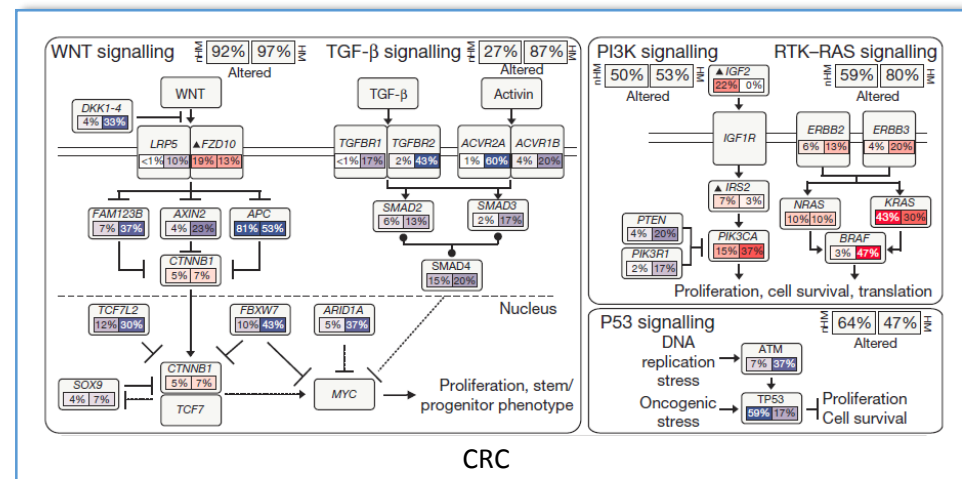 WNT signalling
nHM 92% 97% HM
Altered
WNT
DKK1-4
4% 33%
LRP5 ▲FZD10
<1% 10% 19% 13%
FAM123B AXIN2 APC
7% 37% 4% 23% 81% 53%
CTNNB1
5% 7%
TCF7L2 FBXW7 ARID1A
12% 30% 10% 43% 5% 37%
SOX9
4% 7%
CTNNB1
5% 7%
TCF7
MYC
Proliferation, stem/
progenitor phenotype
TGF-β signalling
27% 87% HM
Altered
TGF-β Activin
TGFBR1 TGFBR2 ACVR2A ACVR1B
<1% 17% 2% 43% 1% 60% 4% 20%
SMAD2 SMAD3
6% 13% 2% 17%
SMAD4
15% 20%
Nucleus
PI3K signalling
nHM 50% 53% HM
Altered
▲IGF2
22% 0%
IGF1R
▲IRS2
7% 3%
PTEN
4% 20%
PIK3R1
2% 17%
PIK3CA
15% 37%
RTK–RAS signalling
nHM 59% 80% HM
Altered
ERBB2 ERBB3
6% 13% 4% 20%
NRAS KRAS
10% 10% 43% 30%
BRAF
3% 47%
Proliferation, cell survival, translation
P53 signalling
nHM 64% 47% HM
Altered
DNA
replication
stress
ATM
7% 37%
Oncogenic
stress
TP53
59% 17%
Proliferation
Cell survival
CRC